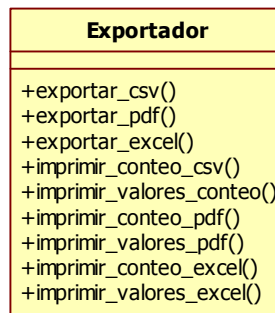 Exportador
+exportar_csv()
+exportar_pdf()
+exportar_excel()
+imprimir_conteo_csv()
+imprimir_valores_conteo()
+imprimir_conteo_pdf()
+imprimir_valores_pdf()
+imprimir_conteo_excel()
+imprimir_valores_excel()